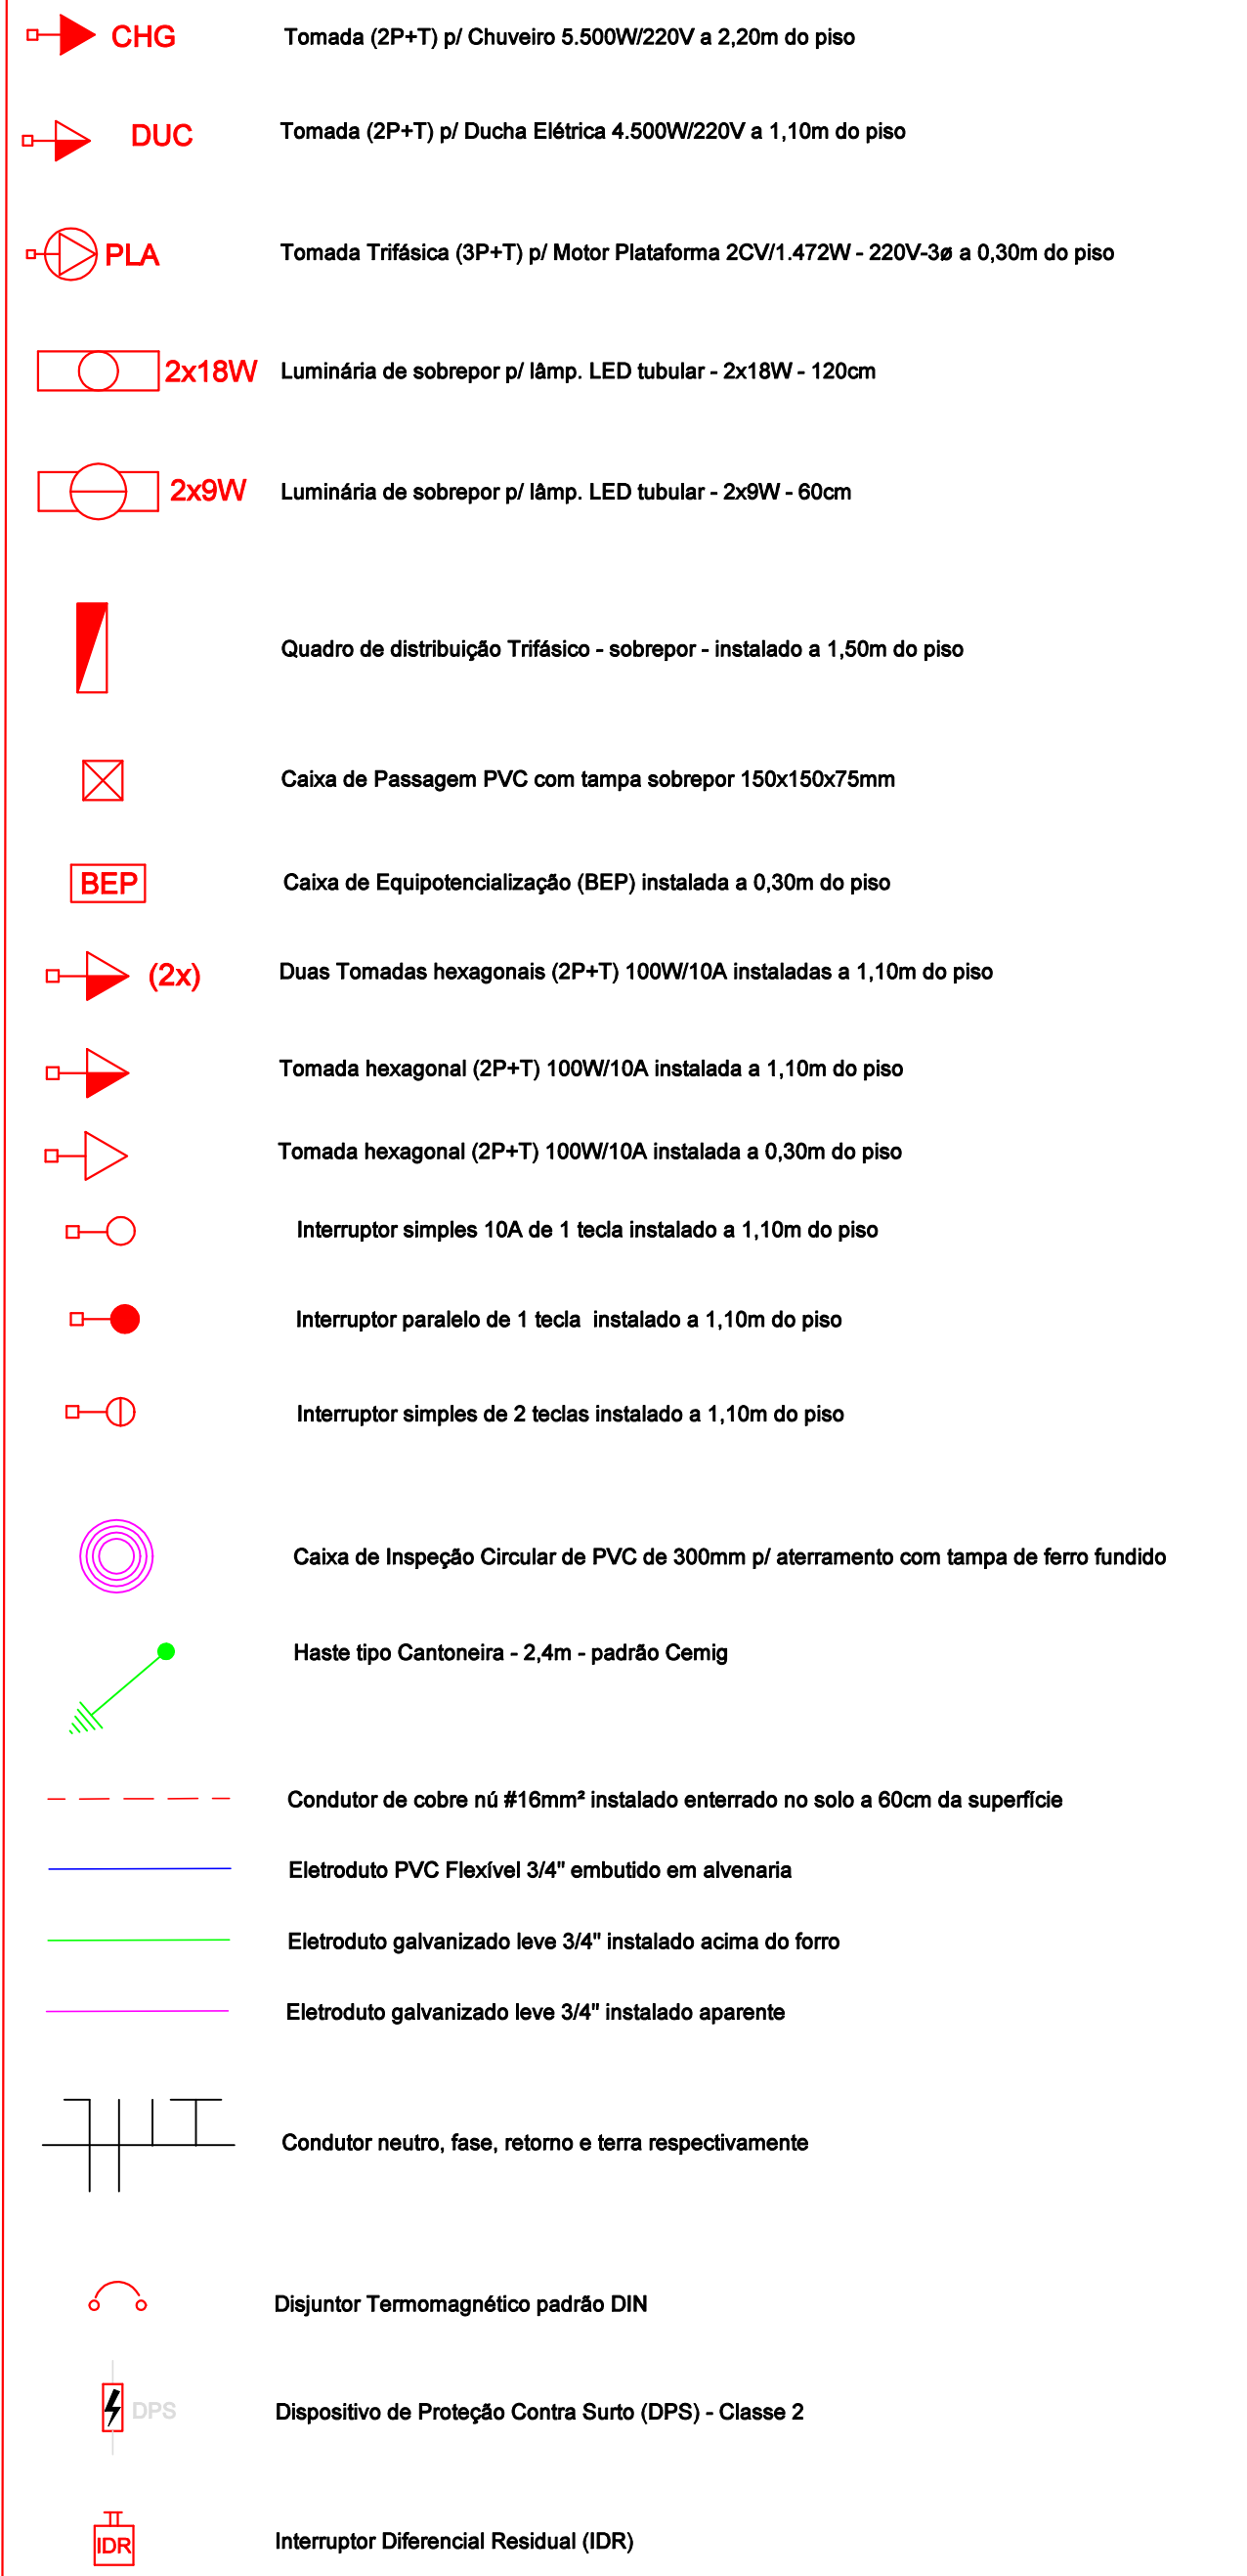 CHG Tomada (2P+T) p/ Chuveiro 5.500W/220V a 2,20m do piso
DUC Tomada (2P+T) p/ Ducha Elétrica 4.500W/220V a 1,10m do piso
PLA Tomada Trifásica (3P+T) p/ Motor Plataforma 2CV/1.472W - 220V-3ø a 0,30m do piso
2x18W Luminária de sobrepor p/ lâmp. LED tubular - 2x18W - 120cm
2x9W Luminária de sobrepor p/ lâmp. LED tubular - 2x9W - 60cm
Quadro de distribuição Trifásico - sobrepor - instalado a 1,50m do piso
Caixa de Passagem PVC com tampa sobrepor 150x150x75mm
BEP Caixa de Equipotencialização (BEP) instalada a 0,30m do piso
(2x) Duas Tomadas hexagonais (2P+T) 100W/10A instaladas a 1,10m do piso
Tomada hexagonal (2P+T) 100W/10A instalada a 1,10m do piso
Tomada hexagonal (2P+T) 100W/10A instalada a 0,30m do piso
Interruptor simples 10A de 1 tecla instalado a 1,10m do piso
Interruptor paralelo de 1 tecla instalado a 1,10m do piso
Interruptor simples de 2 teclas instalado a 1,10m do piso
Caixa de Inspeção Circular de PVC de 300mm p/ aterramento com tampa de ferro fundido
Haste tipo Cantoneira - 2,4m - padrão Cemig
Condutor de cobre nú #16mm² instalado enterrado no solo a 60cm da superfície
Eletroduto PVC Flexível 3/4" embutido em alvenaria
Eletroduto galvanizado leve 3/4" instalado acima do forro
Eletroduto galvanizado leve 3/4" instalado aparente
Condutor neutro, fase, retorno e terra respectivamente
Disjuntor Termomagnético padrão DIN
DPS Dispositivo de Proteção Contra Surto (DPS) - Classe 2
IDR Interruptor Diferencial Residual (IDR)